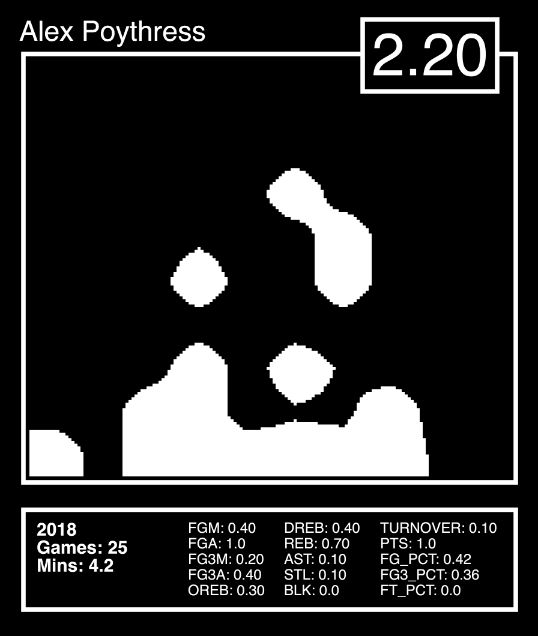 Alex Poythress
2.20
2018
Games: 25
Mins: 4.2
FGM: 0.40
FGA: 1.0
FG3M: 0.20
FG3A: 0.40
OREB: 0.30
DREB: 0.40
REB: 0.70
AST: 0.10
STL: 0.10
BLK: 0.0
TURNOVER: 0.10
PTS: 1.0
FG_PCT: 0.42
FG3_PCT: 0.36
FT_PCT: 0.0